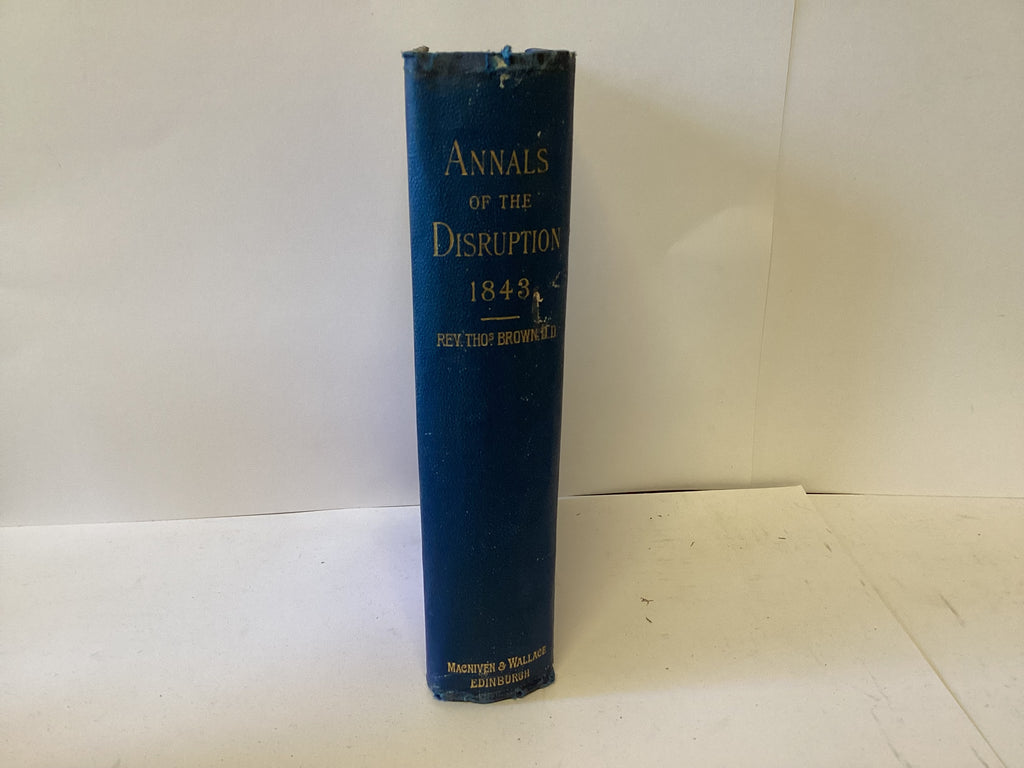 ANNALS
OF THE
DISRUPTION
1843
REV. THOS BROWN, D.D.
MACNIVEN & WALLACE
EDINBURGH